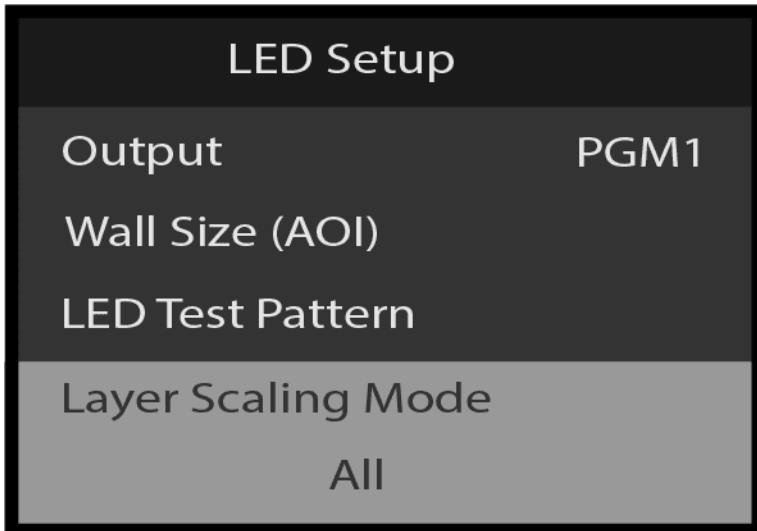 LED Setup
Output PGM1
Wall Size (AOI)
LED Test Pattern
Layer Scaling Mode
All